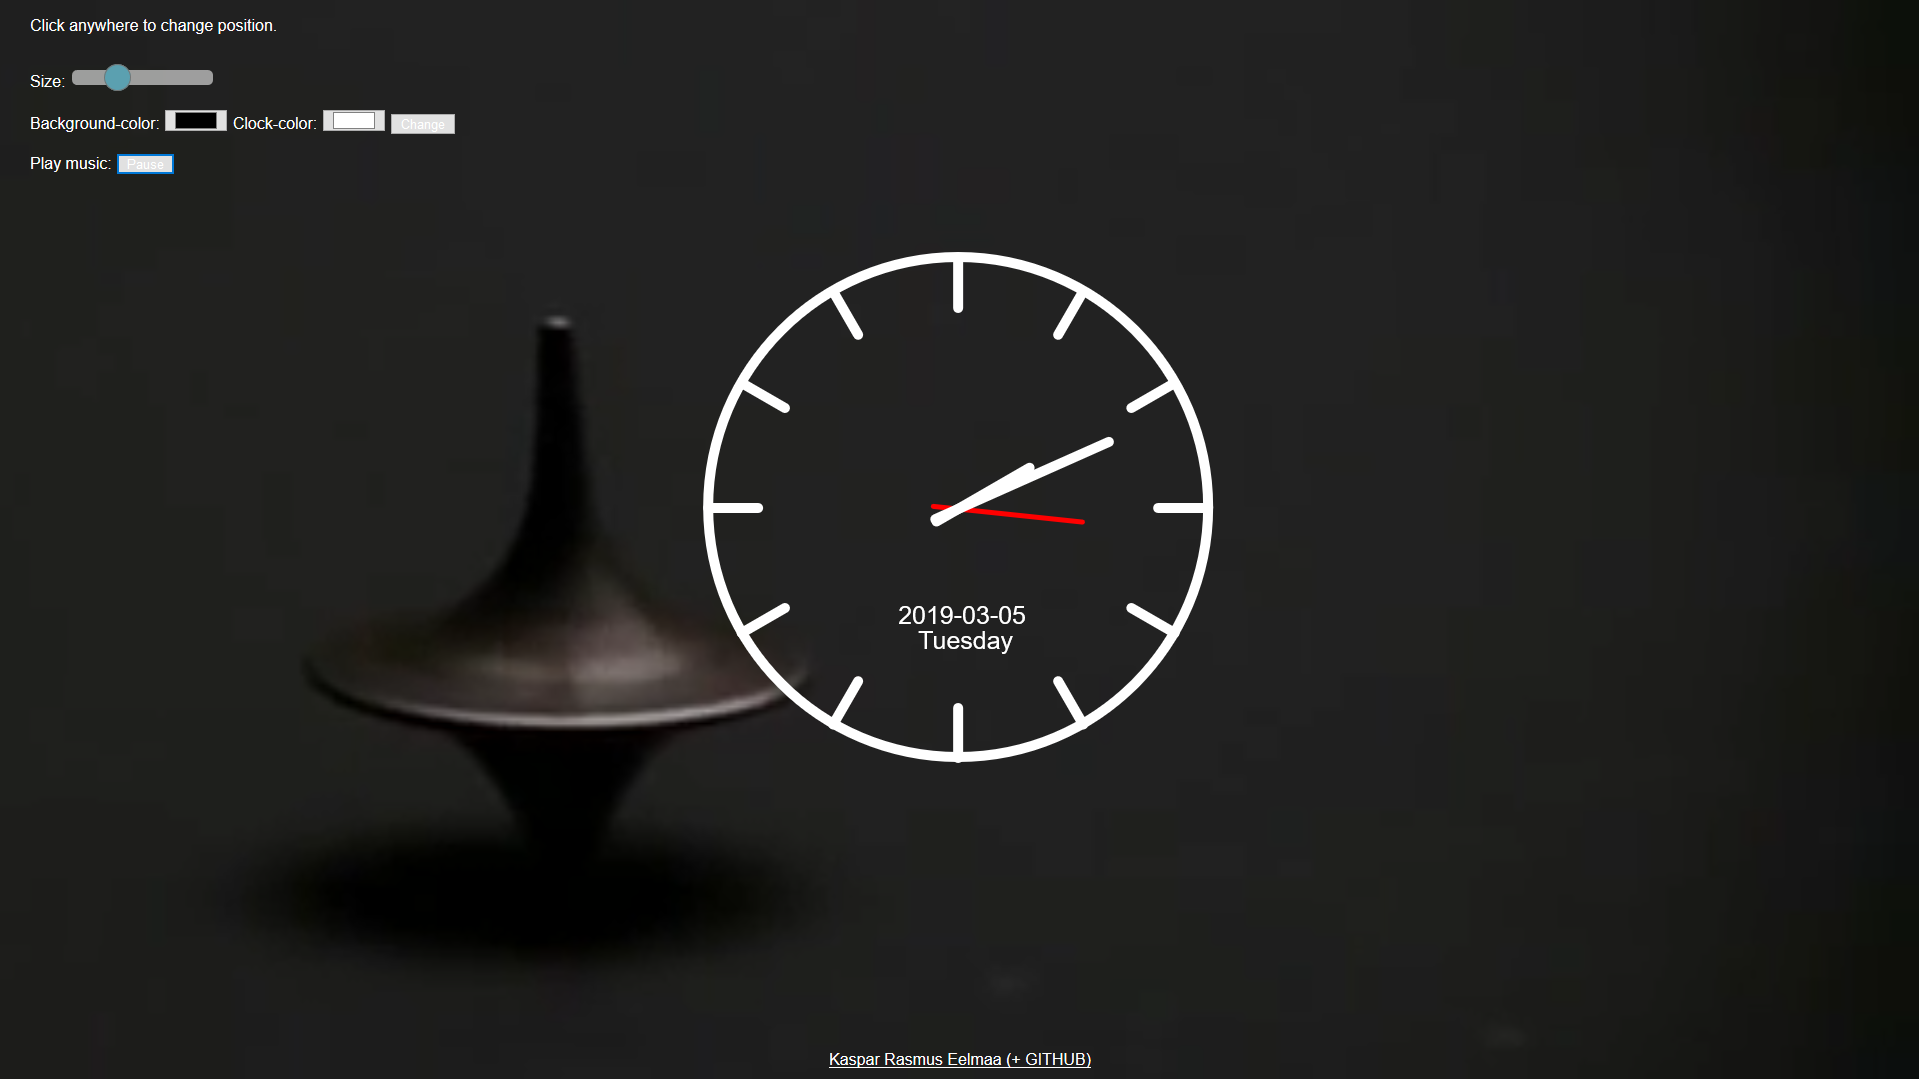 Click anywhere to change position.
Size:
Background-color: Clock-color: Change
Play music: Pause
2019-03-05
Tuesday
Kaspar Rasmus Eelmaa (+ GITHUB)